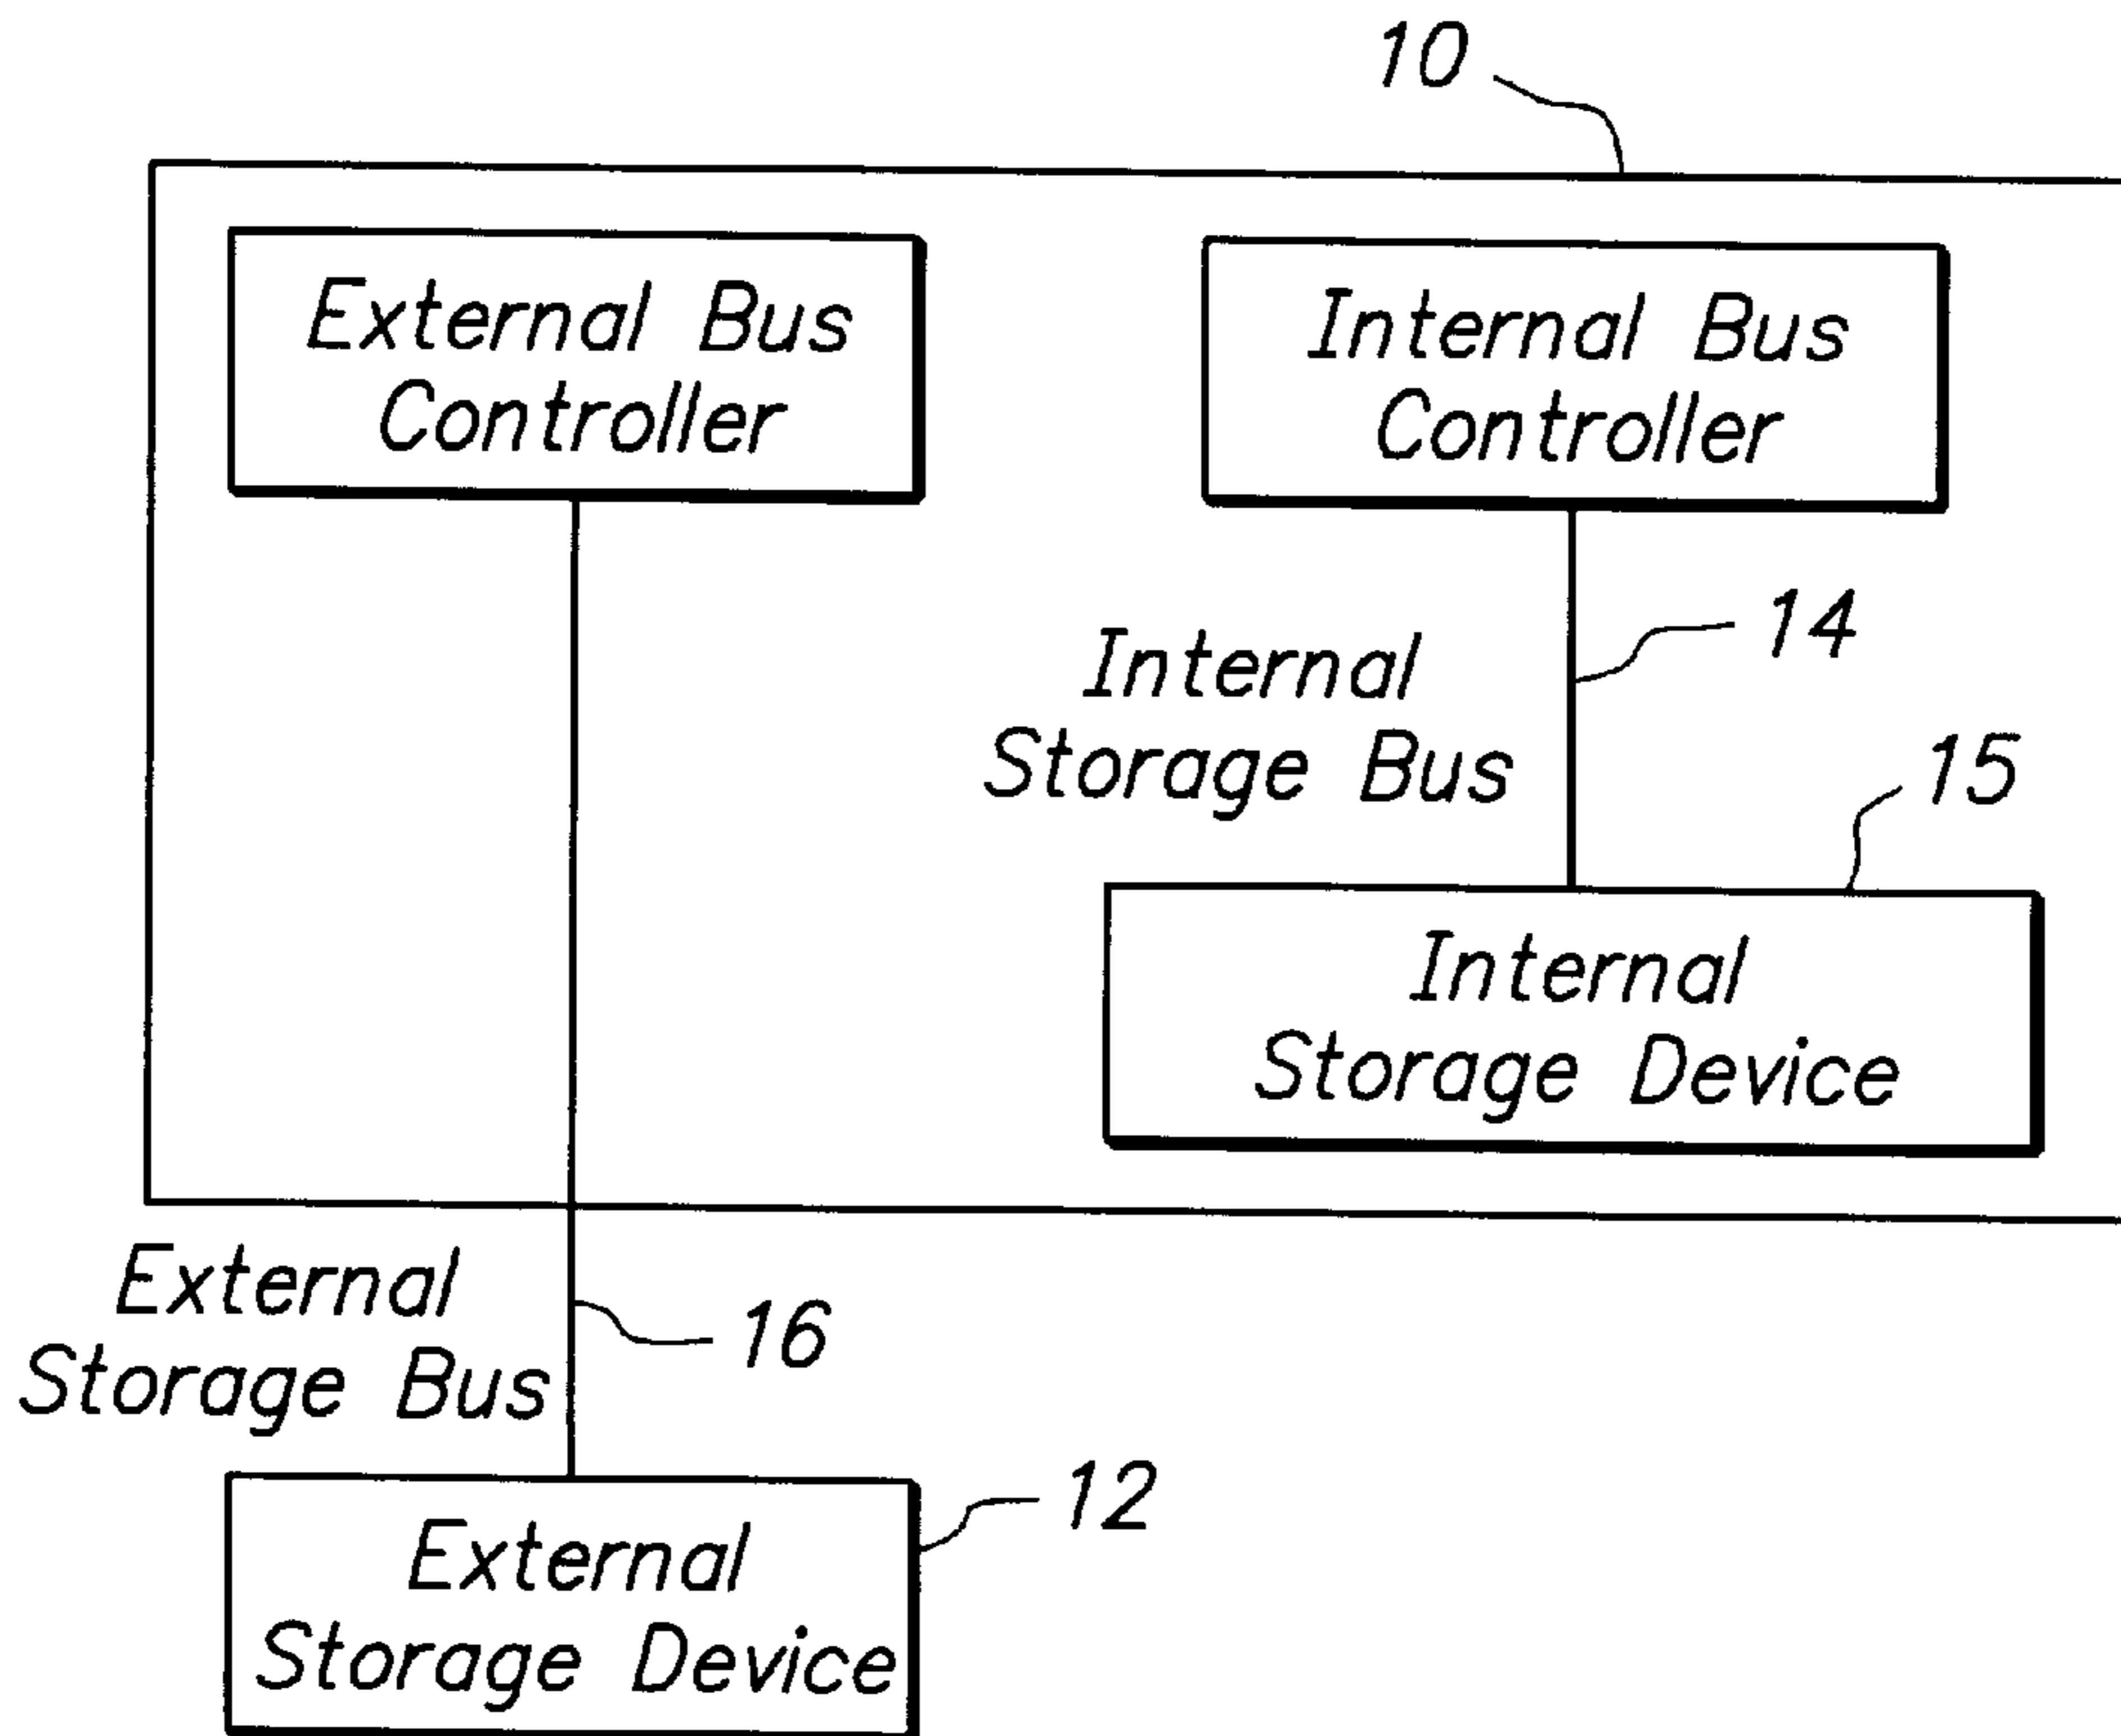 10
External Bus
Controller
Internal Bus
Controller
14
Internal
Storage Bus
15
Internal
Storage Device
External
Storage Bus
16
12
External
Storage Device